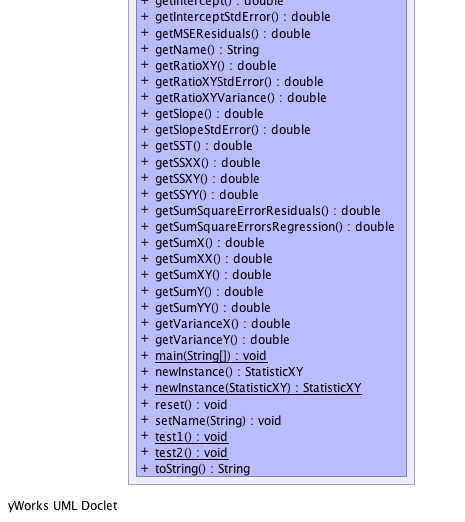 + getIntercept() : double
+ getInterceptStdError() : double
+ getMSEResiduals() : double
+ getName() : String
+ getRatioXY() : double
+ getRatioXYStdError() : double
+ getRatioXYVariance() : double
+ getSlope() : double
+ getSlopeStdError() : double
+ getSST() : double
+ getSSXX() : double
+ getSSXY() : double
+ getSSYY() : double
+ getSumSquareErrorResiduals() : double
+ getSumSquareErrorsRegression() : double
+ getSumX() : double
+ getSumXX() : double
+ getSumXY() : double
+ getSumY() : double
+ getSumYY() : double
+ getVarianceX() : double
+ getVarianceY() : double
+ main(String[]) : void
+ newInstance() : StatisticXY
+ newInstance(StatisticXY) : StatisticXY
+ reset() : void
+ setName(String) : void
+ test1() : void
+ test2() : void
+ toString() : String
yWorks UML Doclet